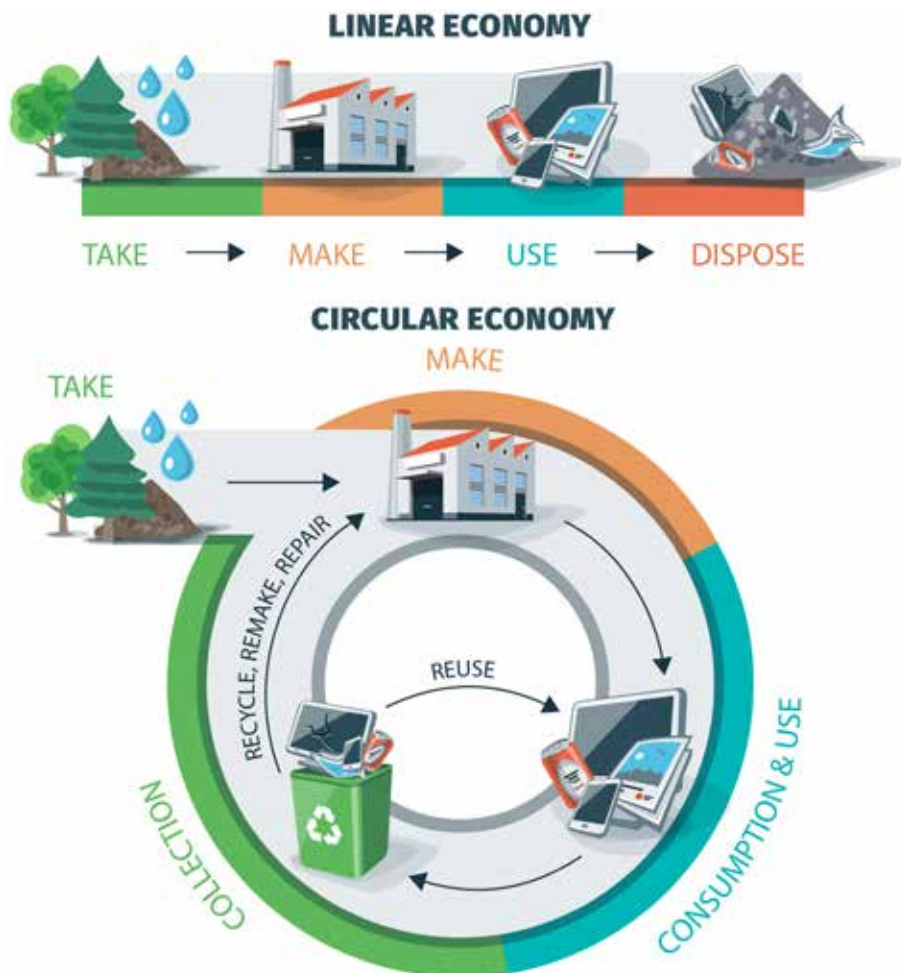 LINEAR ECONOMY
TAKE MAKE USE DISPOSE
CIRCULAR ECONOMY
MAKE
TAKE
RECYCLE, REMAKE, REPAIR
REUSE
COLLECTION
CONSUMPTION & USE